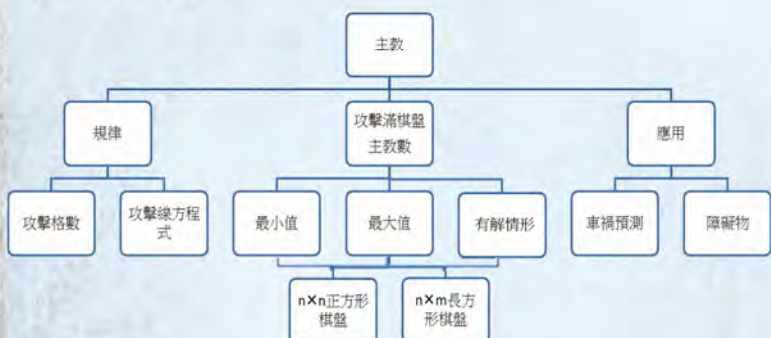 主教
規律
攻擊滿棋盤
主教數
應用
攻擊格數
攻擊線方程
式
最小值
最大值
有解情形
車禍預測
障礙物
n×n正方形
棋盤
n×m長方
形棋盤